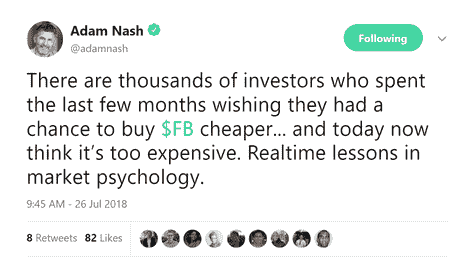 Adam Nash
@adamnash
Following
There are thousands of investors who spent
the last few months wishing they had a
chance to buy $FB cheaper... and today now
think it's too expensive. Realtime lessons in
market psychology.
9:45 AM - 26 Jul 2018
8 Retweets 82 Likes